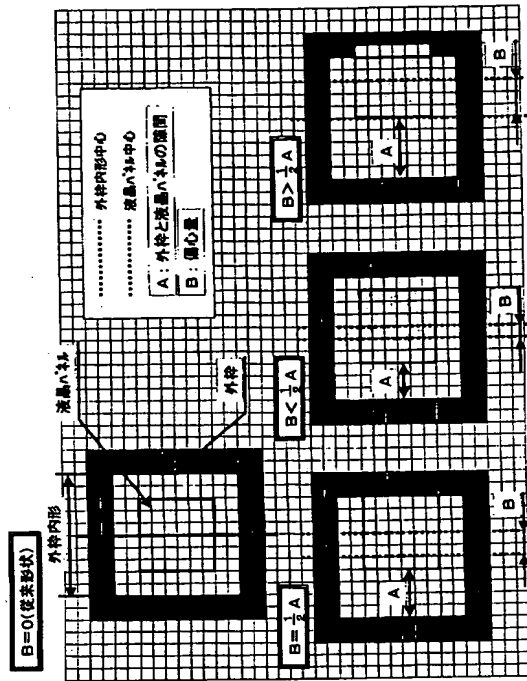 B=0(従来形状)
外枠内形
液晶パネル
外枠
外枠内形中心
液晶パネル中心
A:外枠と液晶パネルの隙間
B:偏心量
B=½A
A
B
B<½A
A
B
B>½A
A
B